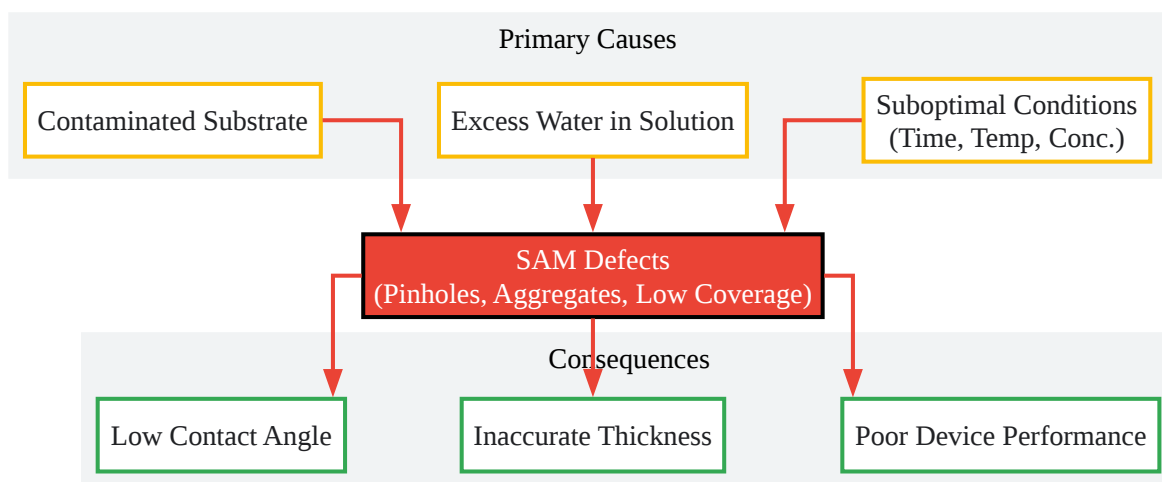 Primary Causes
Contaminated Substrate
Excess Water in Solution
Suboptimal Conditions
(Time, Temp, Conc.)
SAM Defects
(Pinholes, Aggregates, Low Coverage)
Consequences
Low Contact Angle
Inaccurate Thickness
Poor Device Performance